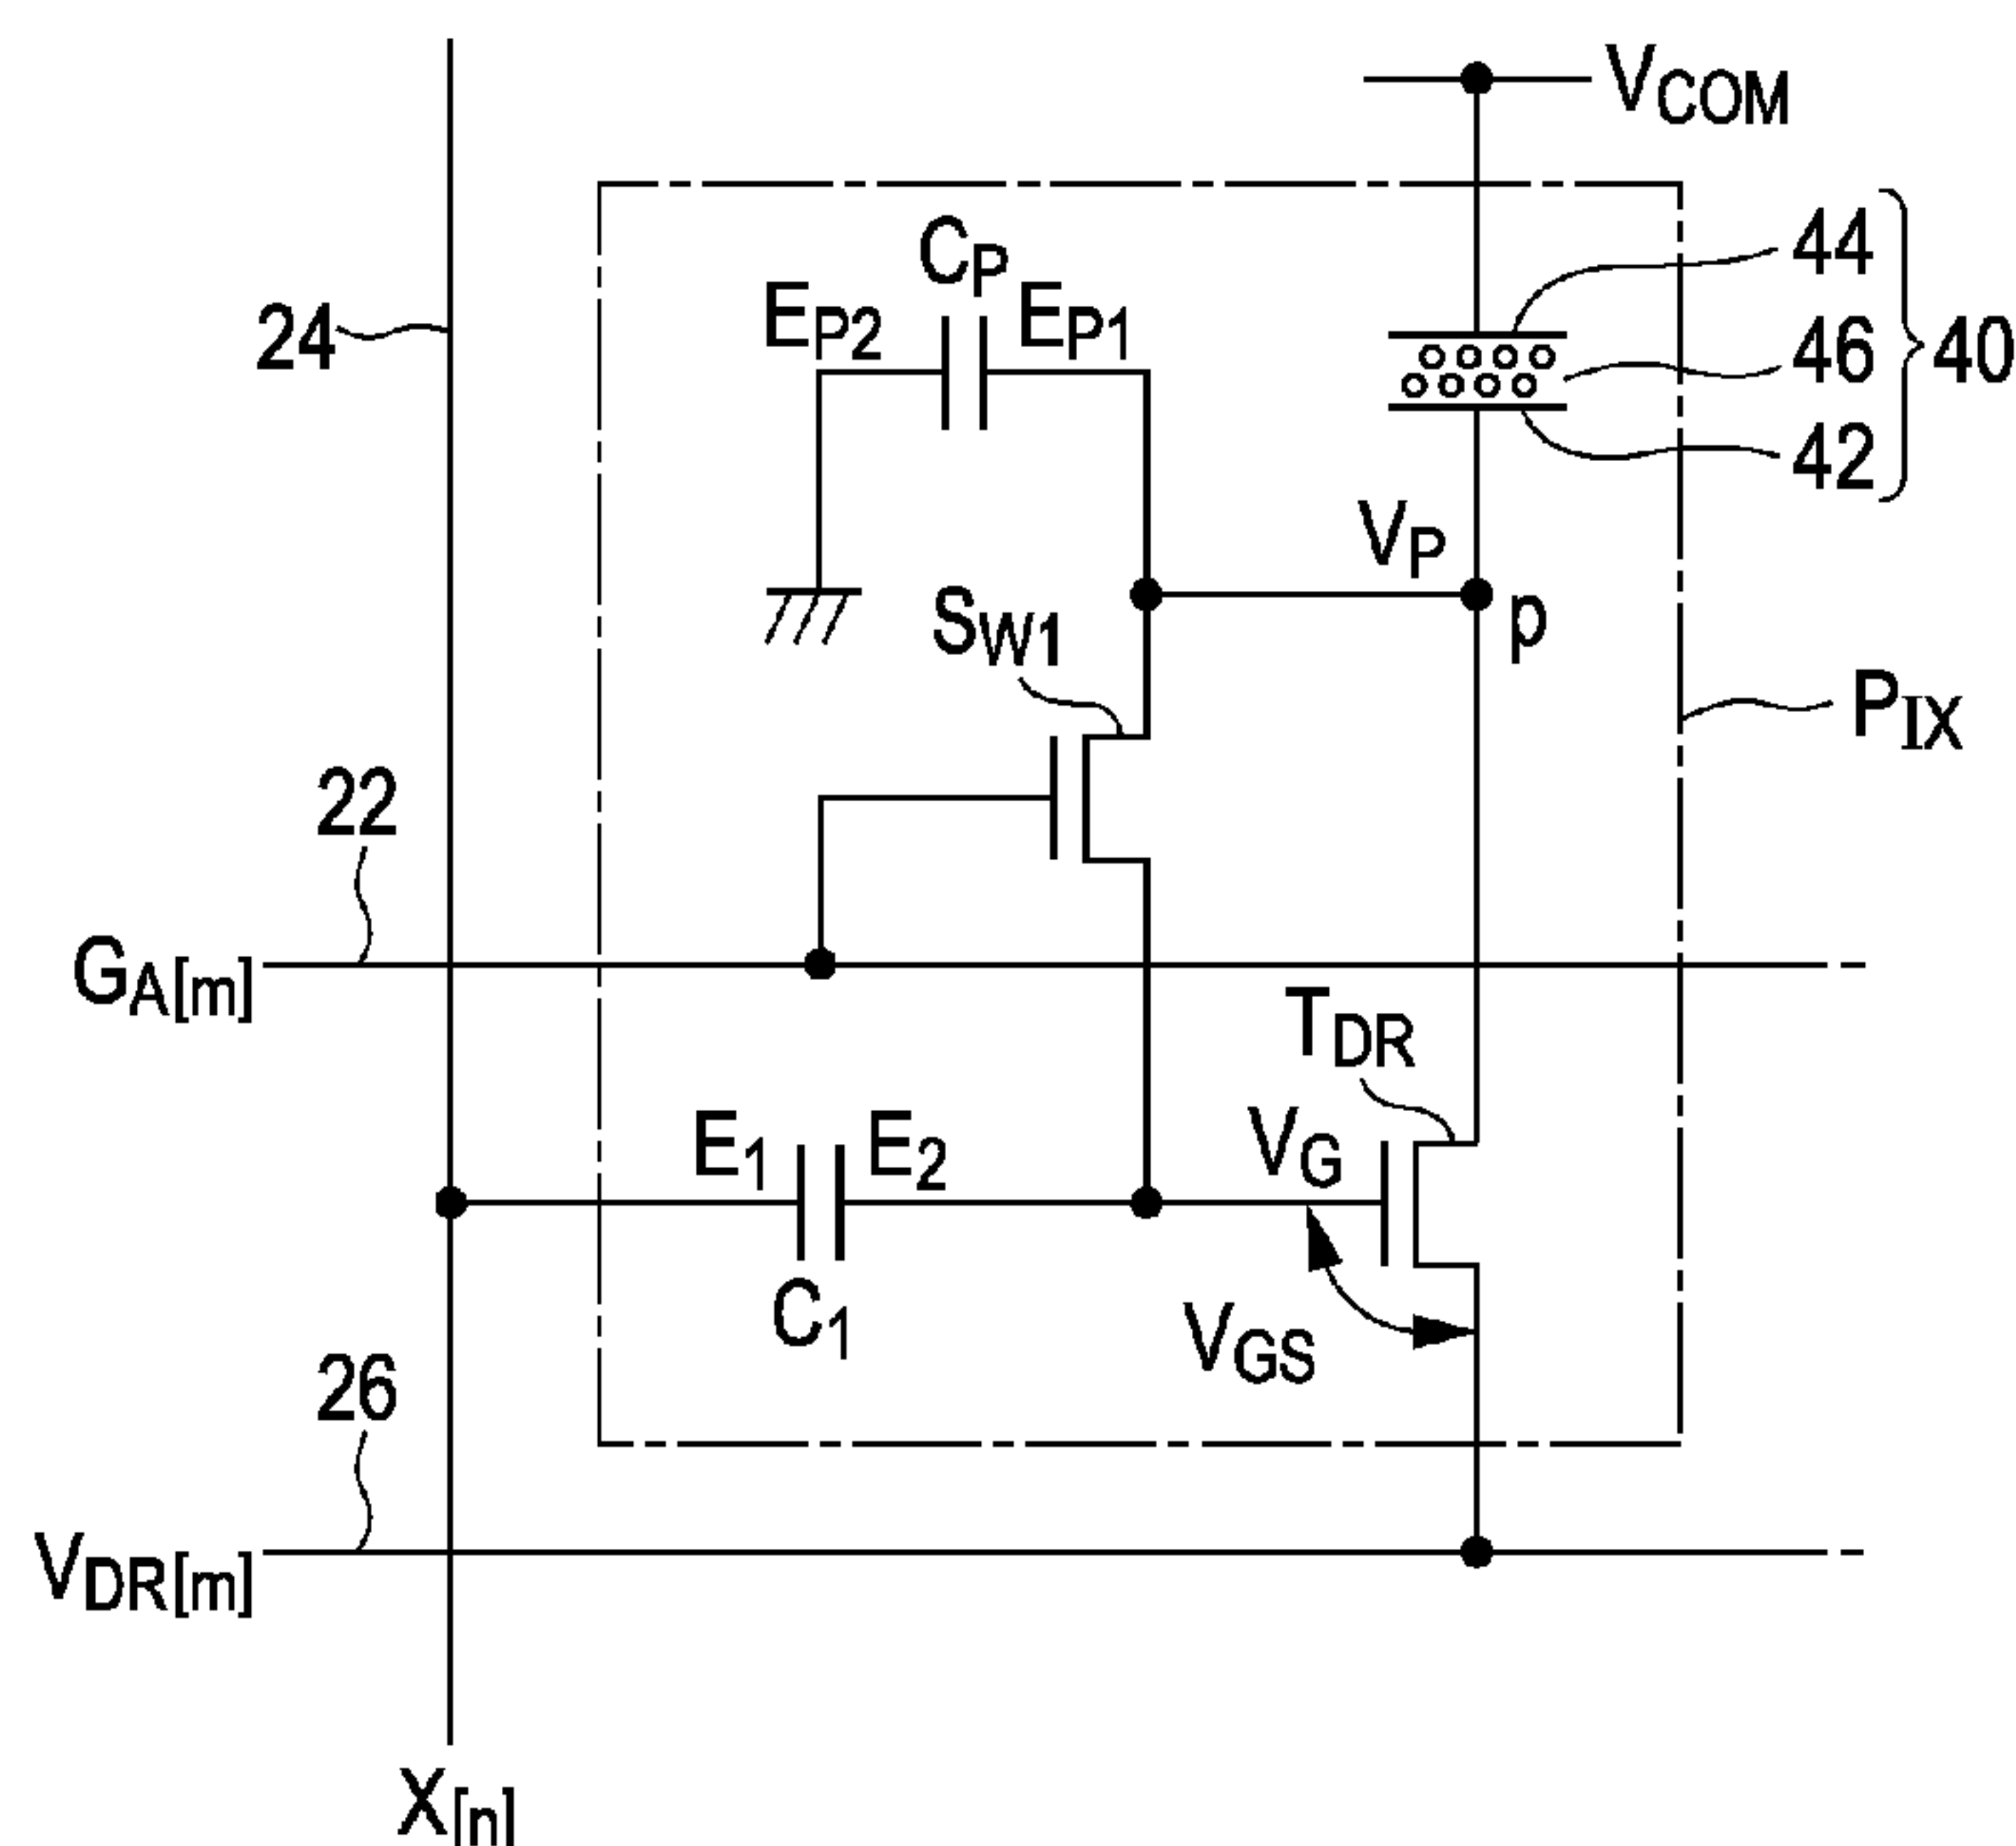 VCOM
44
CP
EP2
EP1
24
46
40
42
VP
SW1
p
PIX
22
GA[m]
TDR
E1
E2
VG
C1
VGS
26
VDR[m]
X[n]